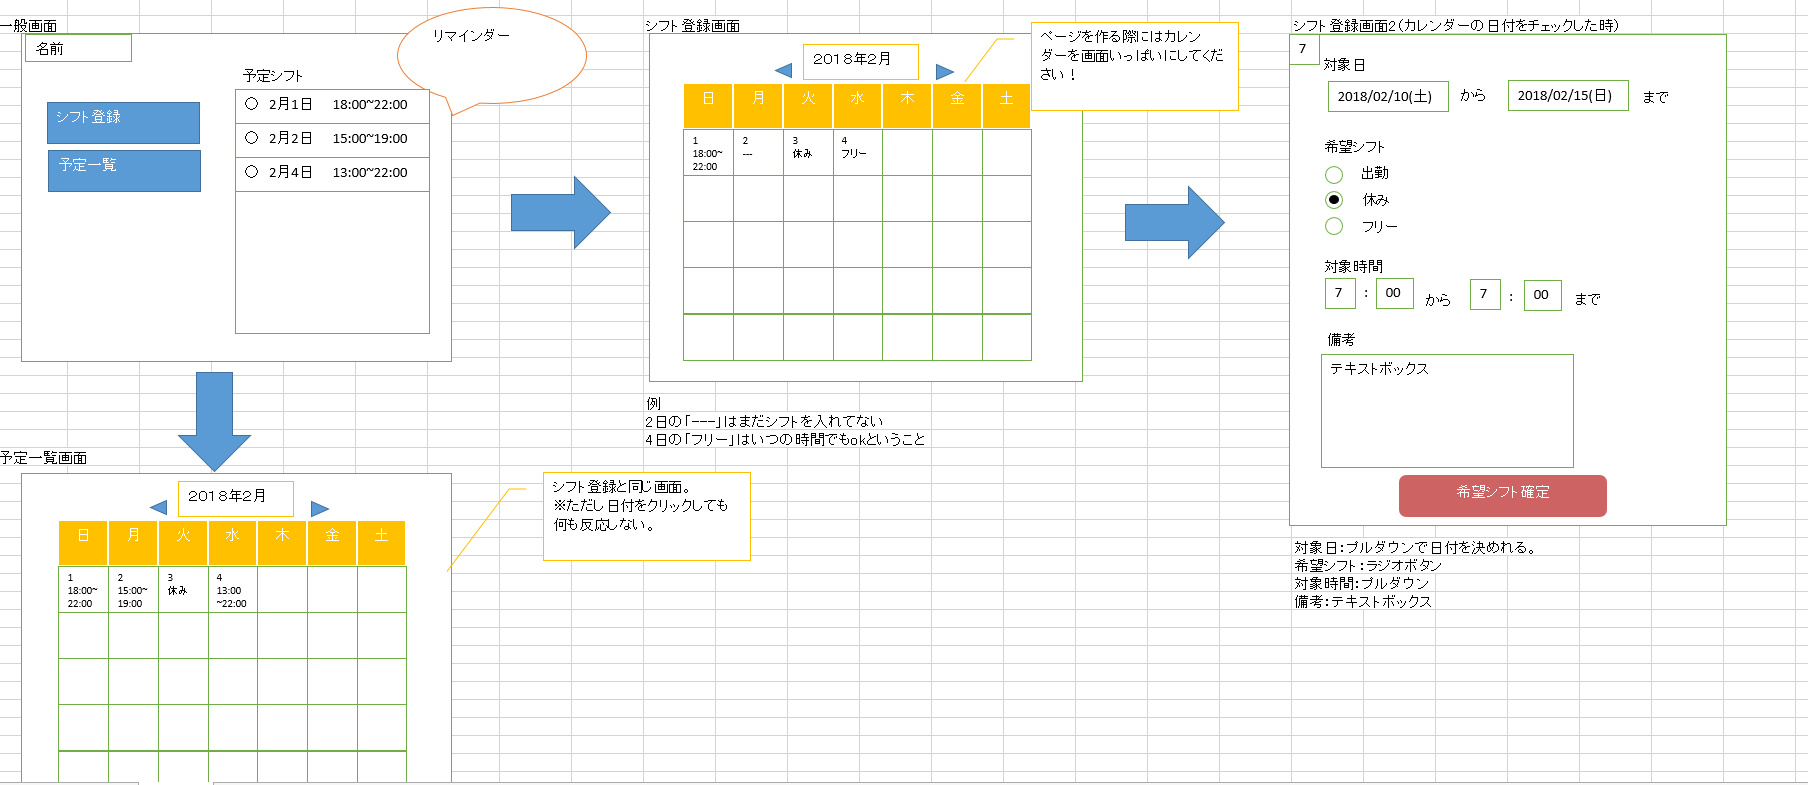 一般画面
名前
シフト登録
予定一覧
予定シフト
〇 2月1日 18:00~22:00
〇 2月2日 15:00~19:00
〇 2月4日 13:00~22:00
リマインダー
シフト登録画面
2018年2月
日 月 火 水 木 金 土
1 2 3 4
18:00~ --- 休み フリー
22:00
ページを作る際にはカレン
ダーを画面いっぱいにしてくだ
さい！
例
2日の「---」はまだシフトを入れてない
4日の「フリー」はいつの時間でもokということ
シフト登録画面2（カレンダーの日付をチェックした時）
7
対象日
2018/02/10(土) から 2018/02/15(日) まで
希望シフト
出勤
休み
フリー
対象時間
7 : 00 から 7 : 00 まで
備考
テキストボックス
希望シフト確定
対象日：プルダウンで日付を決めれる。
希望シフト：ラジオボタン
対象時間：プルダウン
備考：テキストボックス
予定一覧画面
2018年2月
日 月 火 水 木 金 土
1 2 3 4
18:00~ 15:00~ 休み 13:00
22:00 19:00 ~22:00
シフト登録と同じ画面。
※ただし日付をクリックしても
何も反応しない。